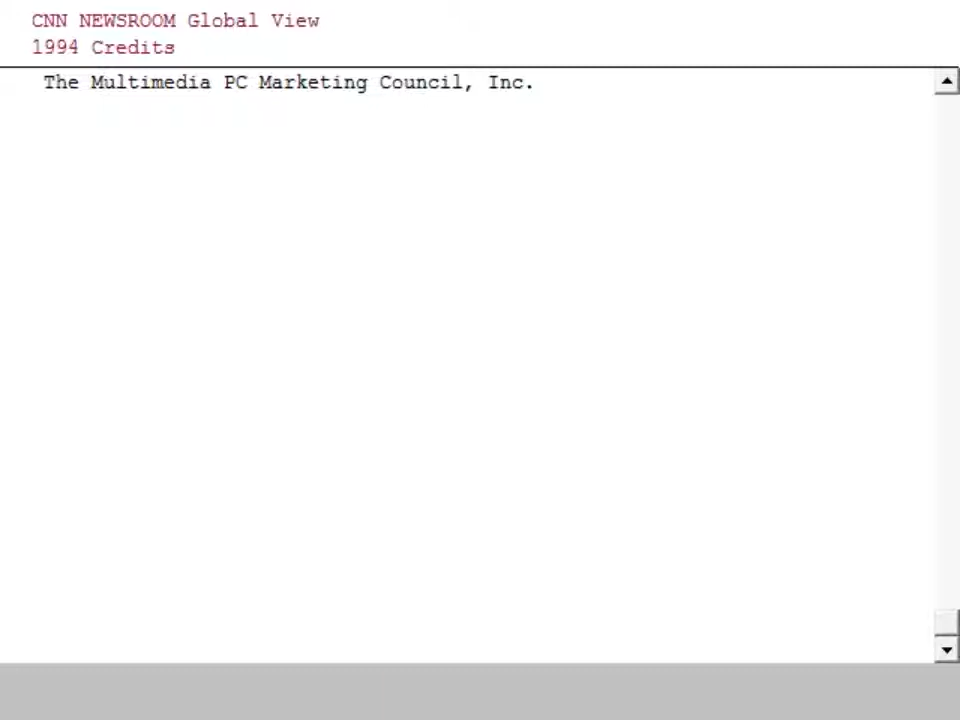 CNN NEWSROOM Global View
1994 Credits
The Multimedia PC Marketing Council, Inc.